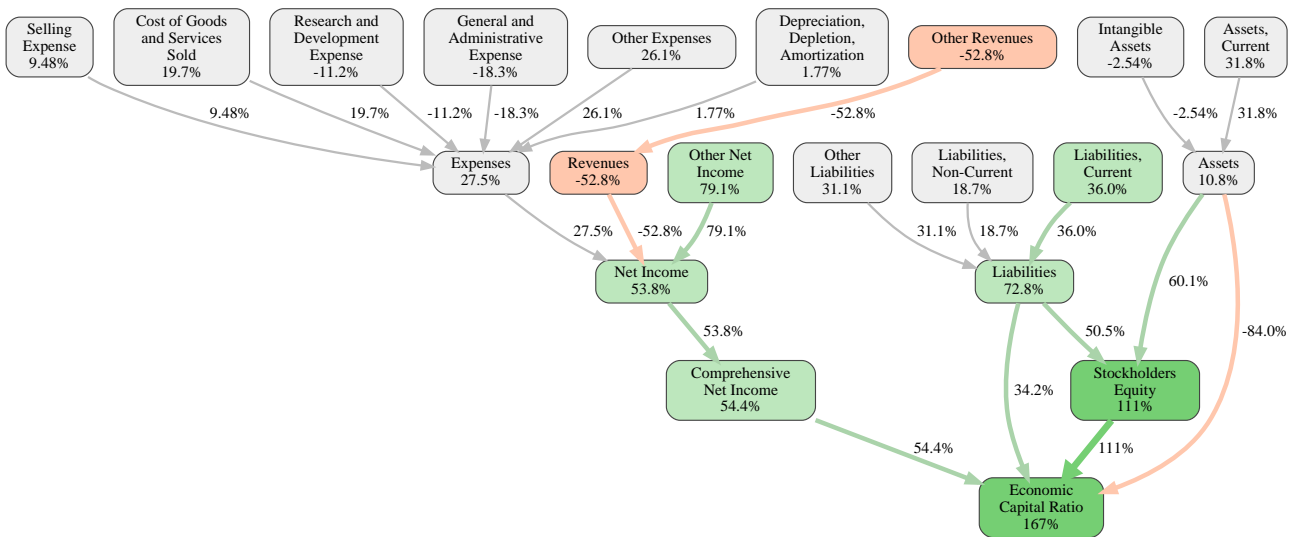 Selling
Expense
9.48%
Cost of Goods
and Services
Sold
19.7%
Research and
Development
Expense
-11.2%
General and
Administrative
Expense
-18.3%
Other Expenses
26.1%
Depreciation,
Depletion,
Amortization
1.77%
Other Revenues
-52.8%
Intangible
Assets
-2.54%
Assets,
Current
31.8%
9.48%
19.7%
-11.2%
-18.3%
26.1%
1.77%
-52.8%
-2.54%
31.8%
Expenses
27.5%
Revenues
-52.8%
Other Net
Income
79.1%
Other
Liabilities
31.1%
Liabilities,
Non-Current
18.7%
Liabilities,
Current
36.0%
Assets
10.8%
27.5%
-52.8%
79.1%
31.1%
18.7%
36.0%
Net Income
53.8%
Liabilities
72.8%
60.1%
53.8%
50.5%
-84.0%
Comprehensive
Net Income
54.4%
34.2%
Stockholders
Equity
111%
54.4%
111%
Economic
Capital Ratio
167%